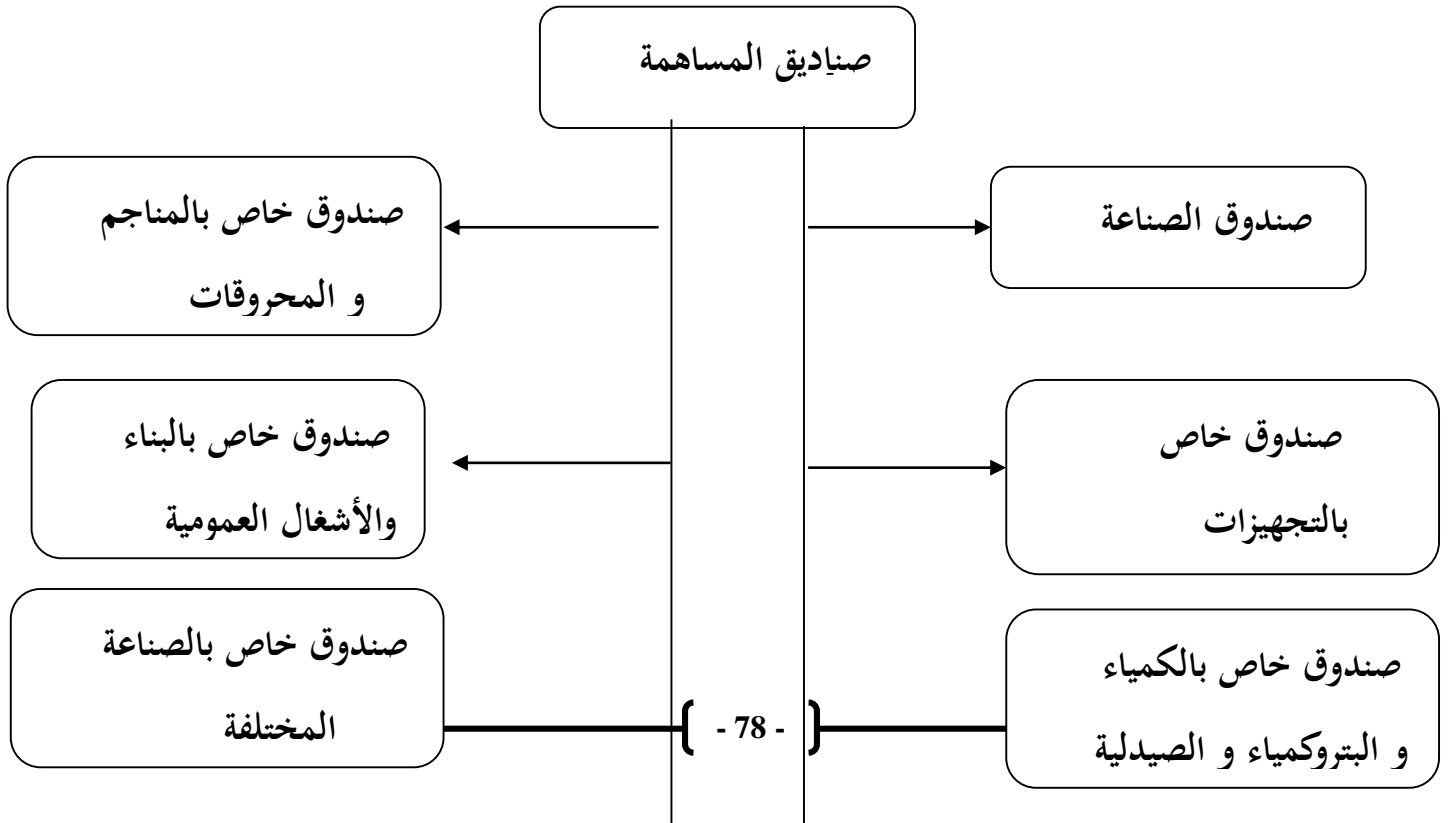 صناديق المساهمة
صندوق الصناعة
صندوق خاص بالمناجم
و المحروقات
صندوق خاص
بالتجهيزات
صندوق خاص بالبناء
والأشغال العمومية
صندوق خاص بالكمياء
و البتروكمياء و الصيدلية
صندوق خاص بالصناعة
المختلفة
- 78 -